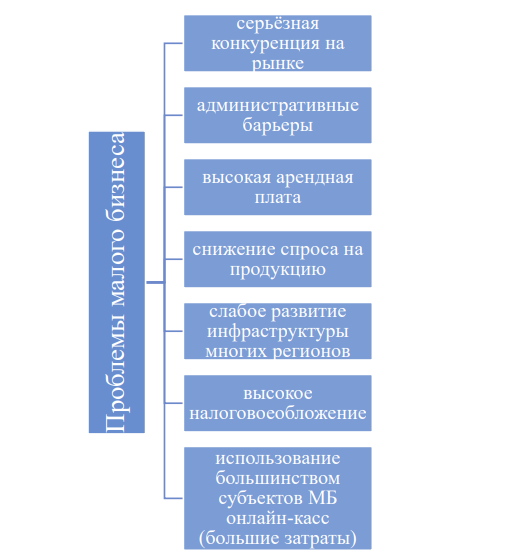 Проблемы малого бизнеса
серьёзная
конкуренция на
рынке
административные
барьеры
высокая арендная
плата
снижение спроса на
продукцию
слабое развитие
инфраструктуры
многих регионов
высокое
налоговоеобложение
использование
большинством
субъектов МБ
онлайн-касс
(большие затраты)